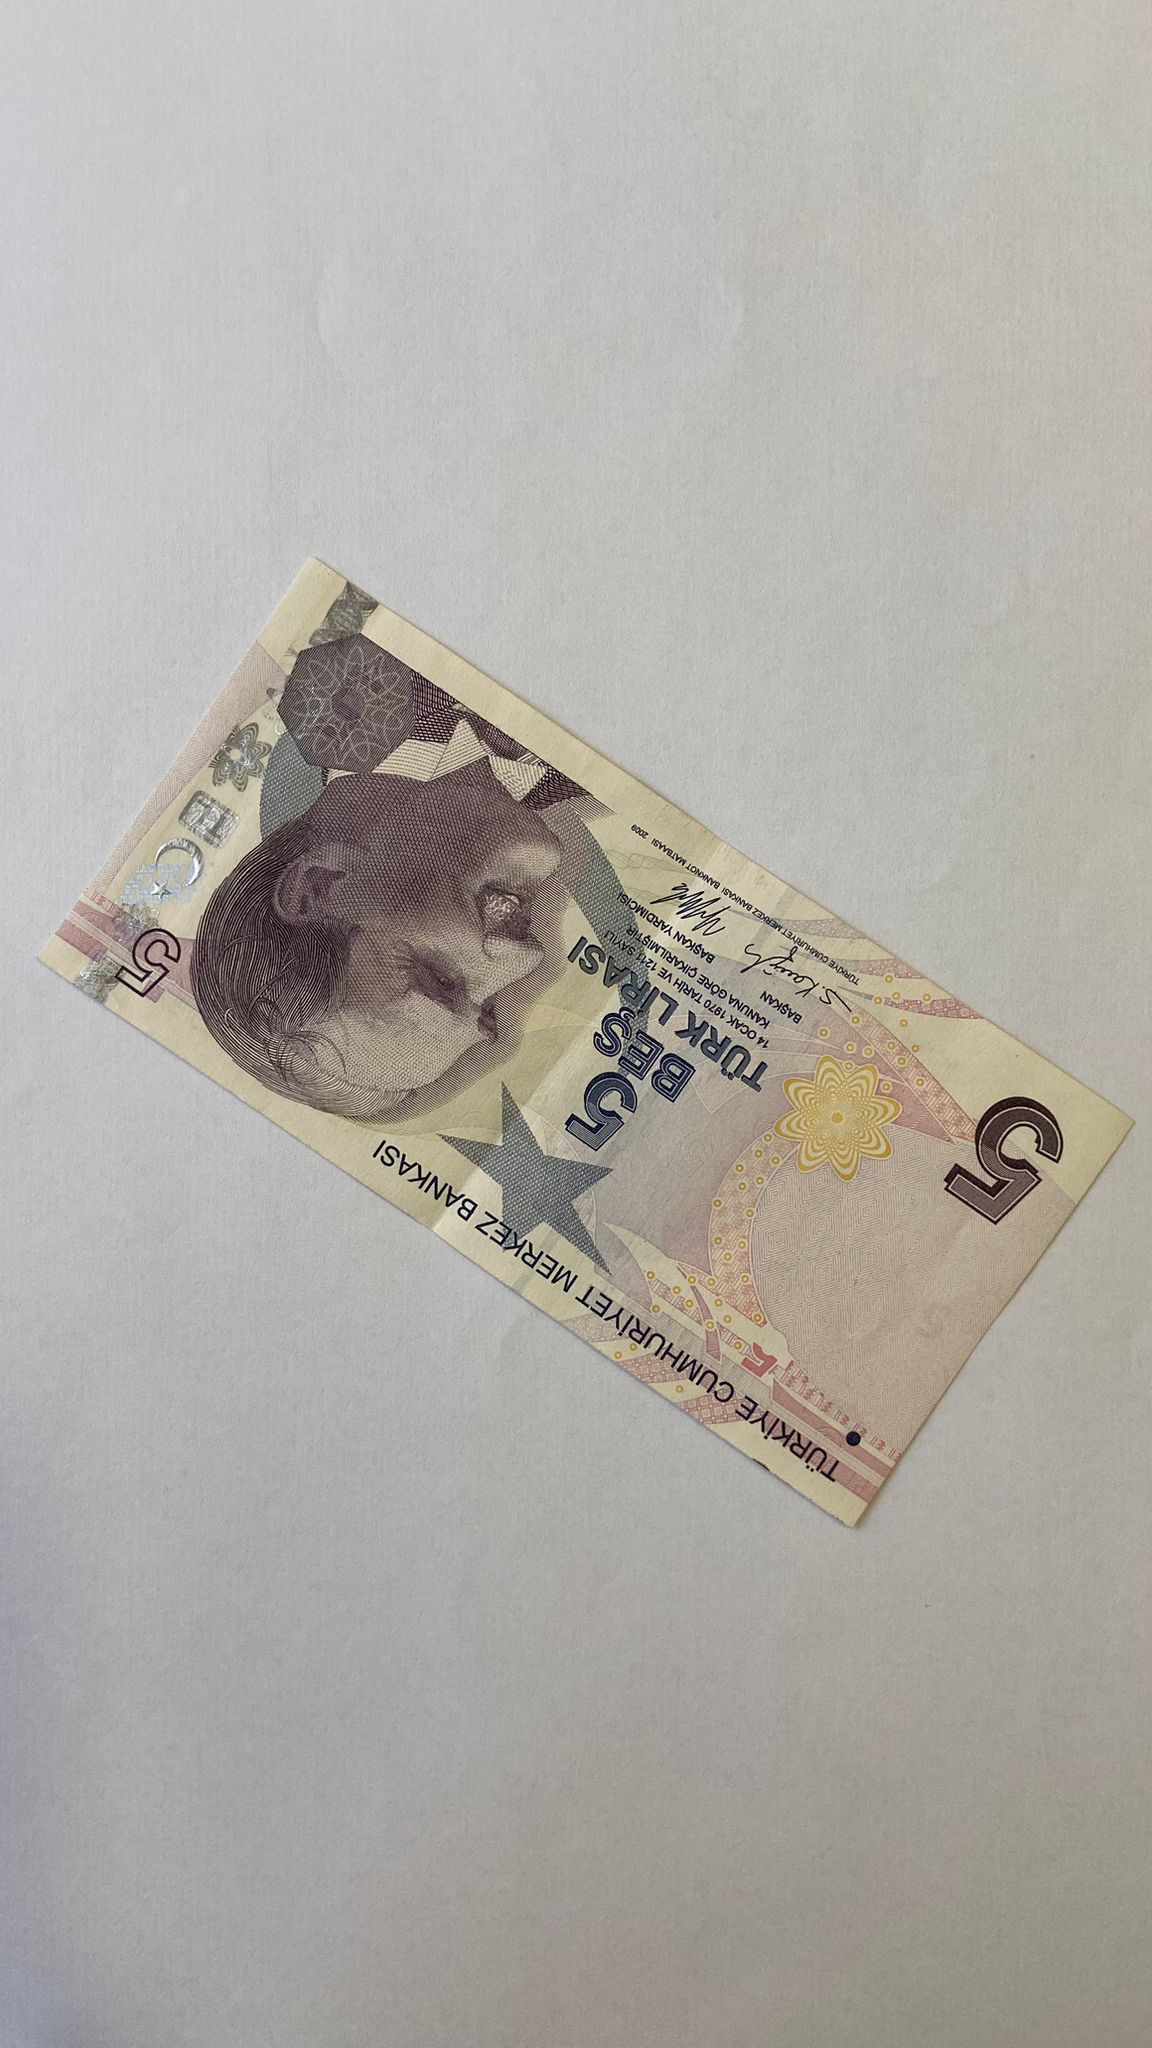 TÜRKİYE CUMHURİYET MERKEZ BANKASI
5
5
BEŞ
TÜRK LİRASI
14 OCAK 1970 TARİH VE 1211 SAYILI
KANUNA GÖRE ÇIKARILMIŞTIR.
BAŞKAN
BAŞKAN YARDIMCISI
TÜRKİYE CUMHURİYET MERKEZ BANKASI BANKNOT MATBAASI 2009
5